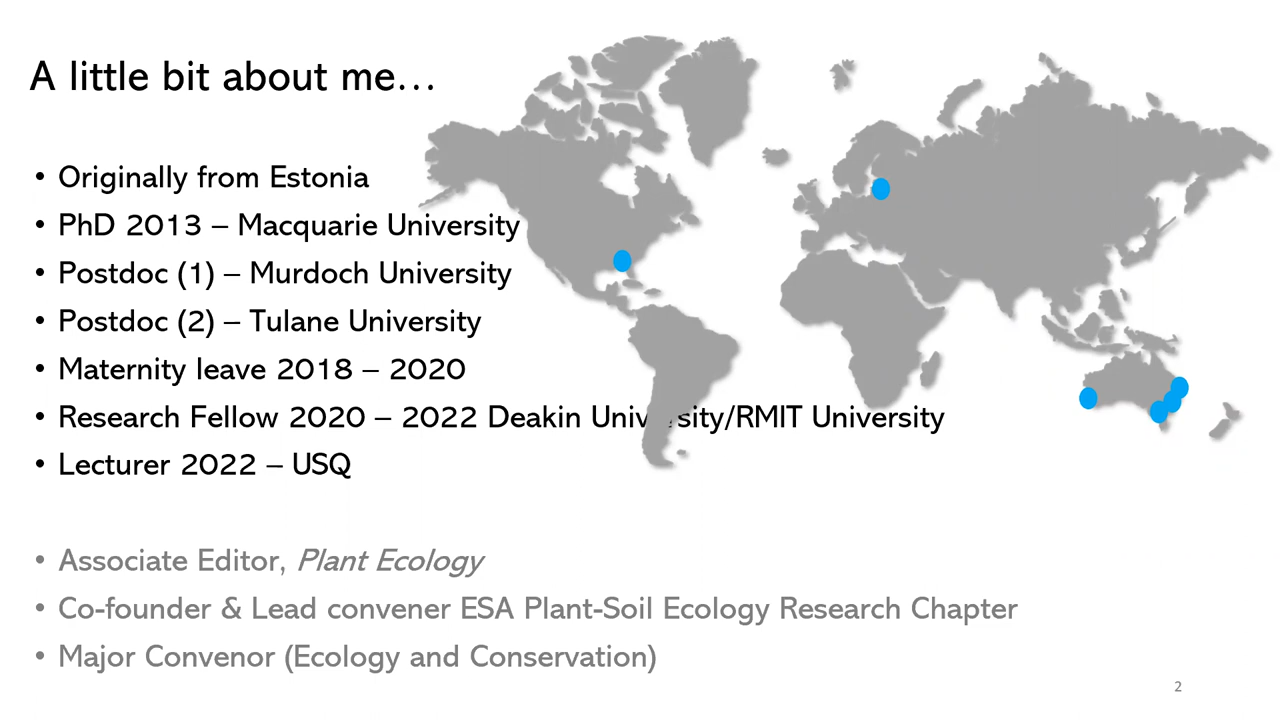 A little bit about me…
• Originally from Estonia
• PhD 2013 – Macquarie University
• Postdoc (1) – Murdoch University
• Postdoc (2) – Tulane University
• Maternity leave 2018 – 2020
• Research Fellow 2020 – 2022 Deakin University/RMIT University
• Lecturer 2022 – USQ
• Associate Editor, Plant Ecology
• Co-founder & Lead convener ESA Plant-Soil Ecology Research Chapter
• Major Convenor (Ecology and Conservation)
2